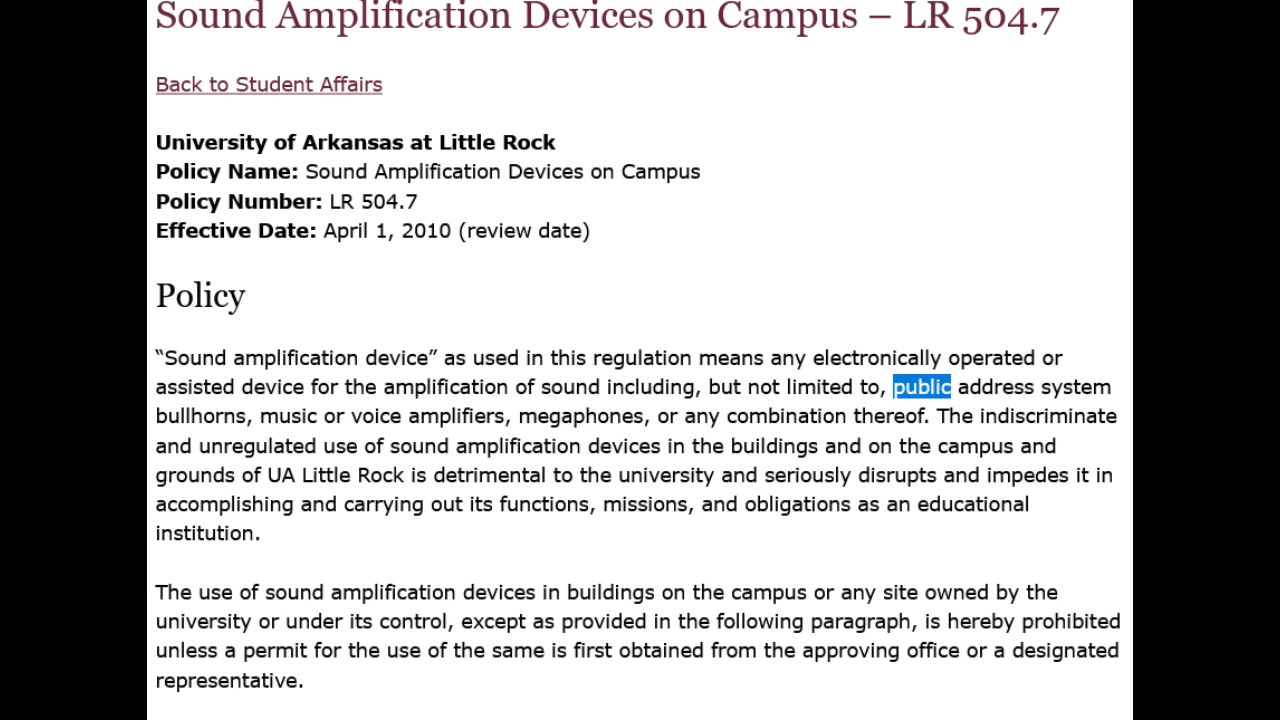 Sound Amplification Devices on Campus – LR 504.7
Back to Student Affairs
University of Arkansas at Little Rock
Policy Name: Sound Amplification Devices on Campus
Policy Number: LR 504.7
Effective Date: April 1, 2010 (review date)
Policy
“Sound amplification device” as used in this regulation means any electronically operated or
assisted device for the amplification of sound including, but not limited to, public address system
bullhorns, music or voice amplifiers, megaphones, or any combination thereof. The indiscriminate
and unregulated use of sound amplification devices in the buildings and on the campus and
grounds of UA Little Rock is detrimental to the university and seriously disrupts and impedes it in
accomplishing and carrying out its functions, missions, and obligations as an educational
institution.
The use of sound amplification devices in buildings on the campus or any site owned by the
university or under its control, except as provided in the following paragraph, is hereby prohibited
unless a permit for the use of the same is first obtained from the approving office or a designated
representative.